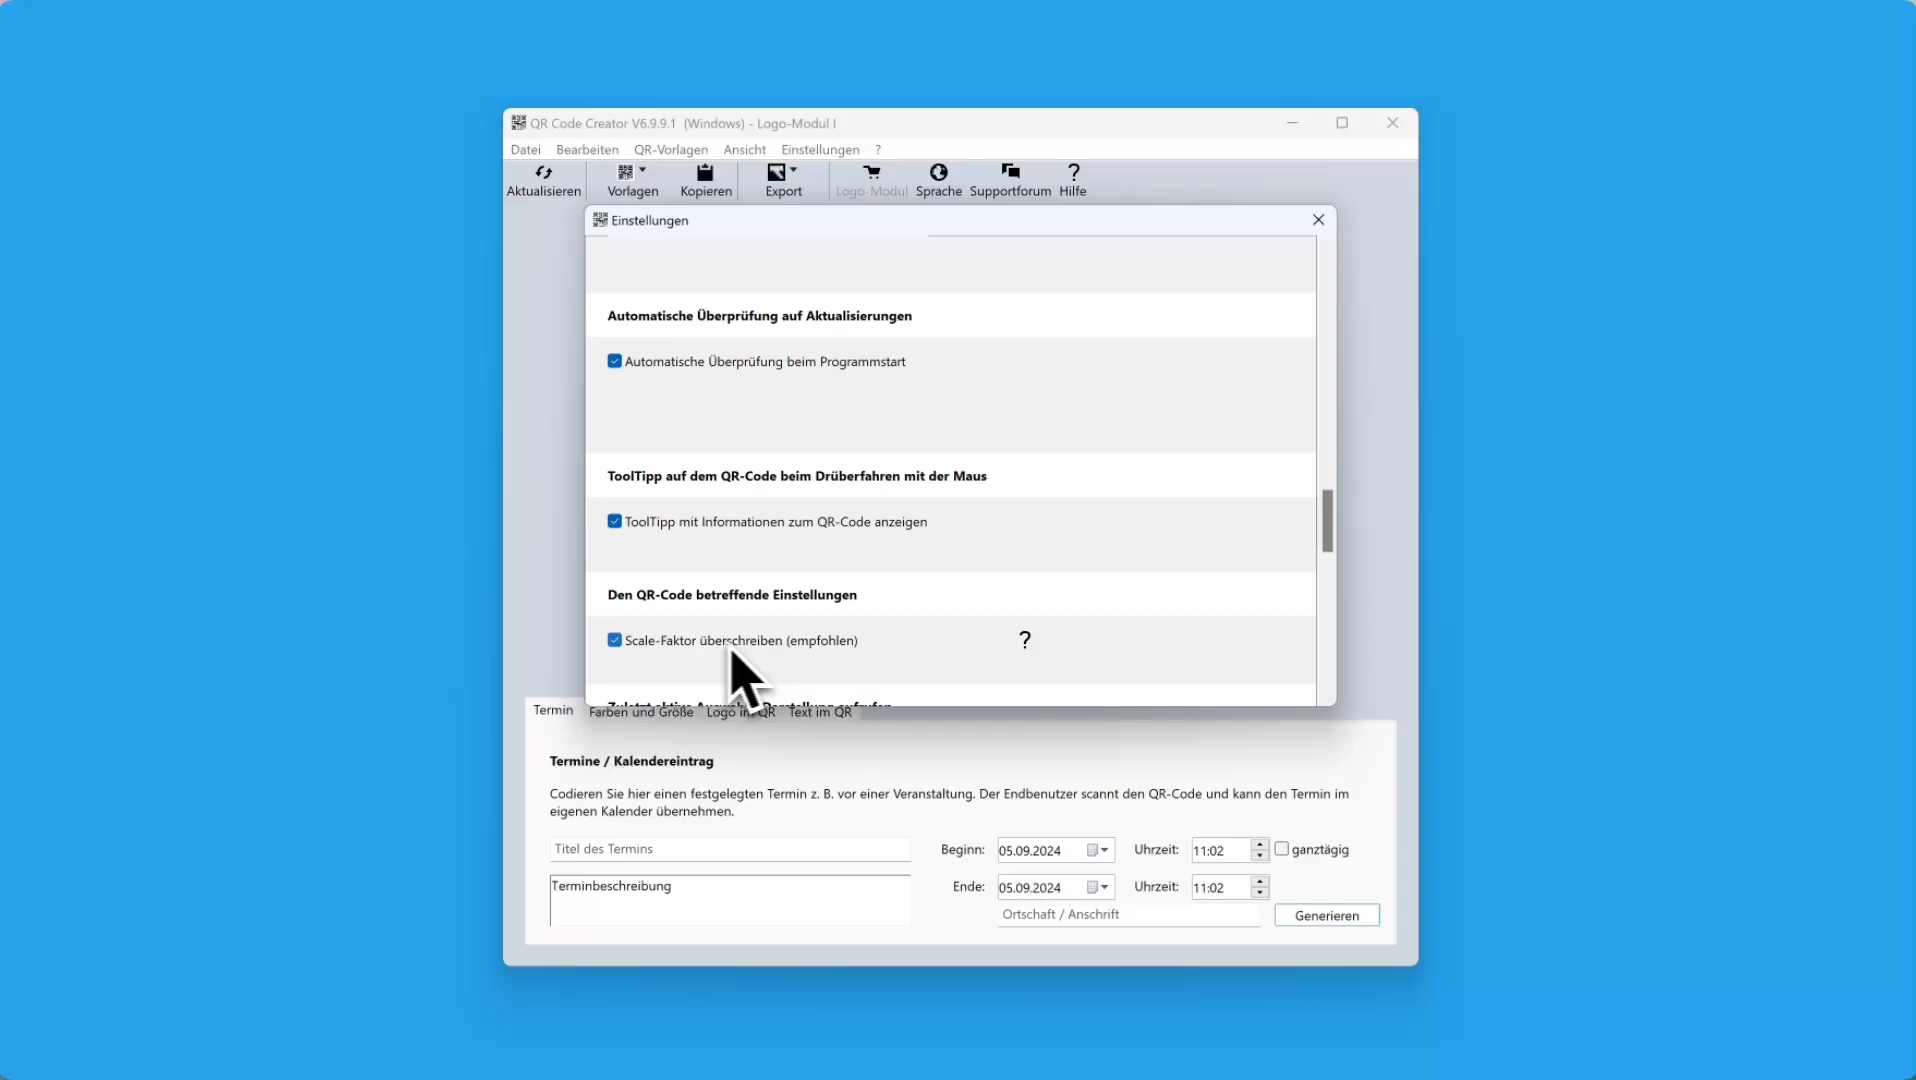 QR Code Creator V6.9.9.1 (Windows) - Logo-Modul I
Datei Bearbeiten QR-Vorlagen Ansicht Einstellungen ?
Aktualisieren Vorlagen Kopieren Export Logo-Modul Sprache Supportforum Hilfe
Einstellungen
Automatische Überprüfung auf Aktualisierungen
Automatische Überprüfung beim Programmstart
ToolTipp auf dem QR-Code beim Drüberfahren mit der Maus
ToolTipp mit Informationen zum QR-Code anzeigen
Den QR-Code betreffende Einstellungen
Scale-Faktor überschreiben (empfohlen) ?
Termin Farben und Größe Logo im QR Text im QR
Termine / Kalendereintrag
Codieren Sie hier einen festgelegten Termin z. B. vor einer Veranstaltung. Der Endbenutzer scannt den QR-Code und kann den Termin im
eigenen Kalender übernehmen.
Titel des Termins Beginn: 05.09.2024 Uhrzeit: 11:02 ganztägig
Terminbeschreibung Ende: 05.09.2024 Uhrzeit: 11:02
Ortschaft / Anschrift Generieren